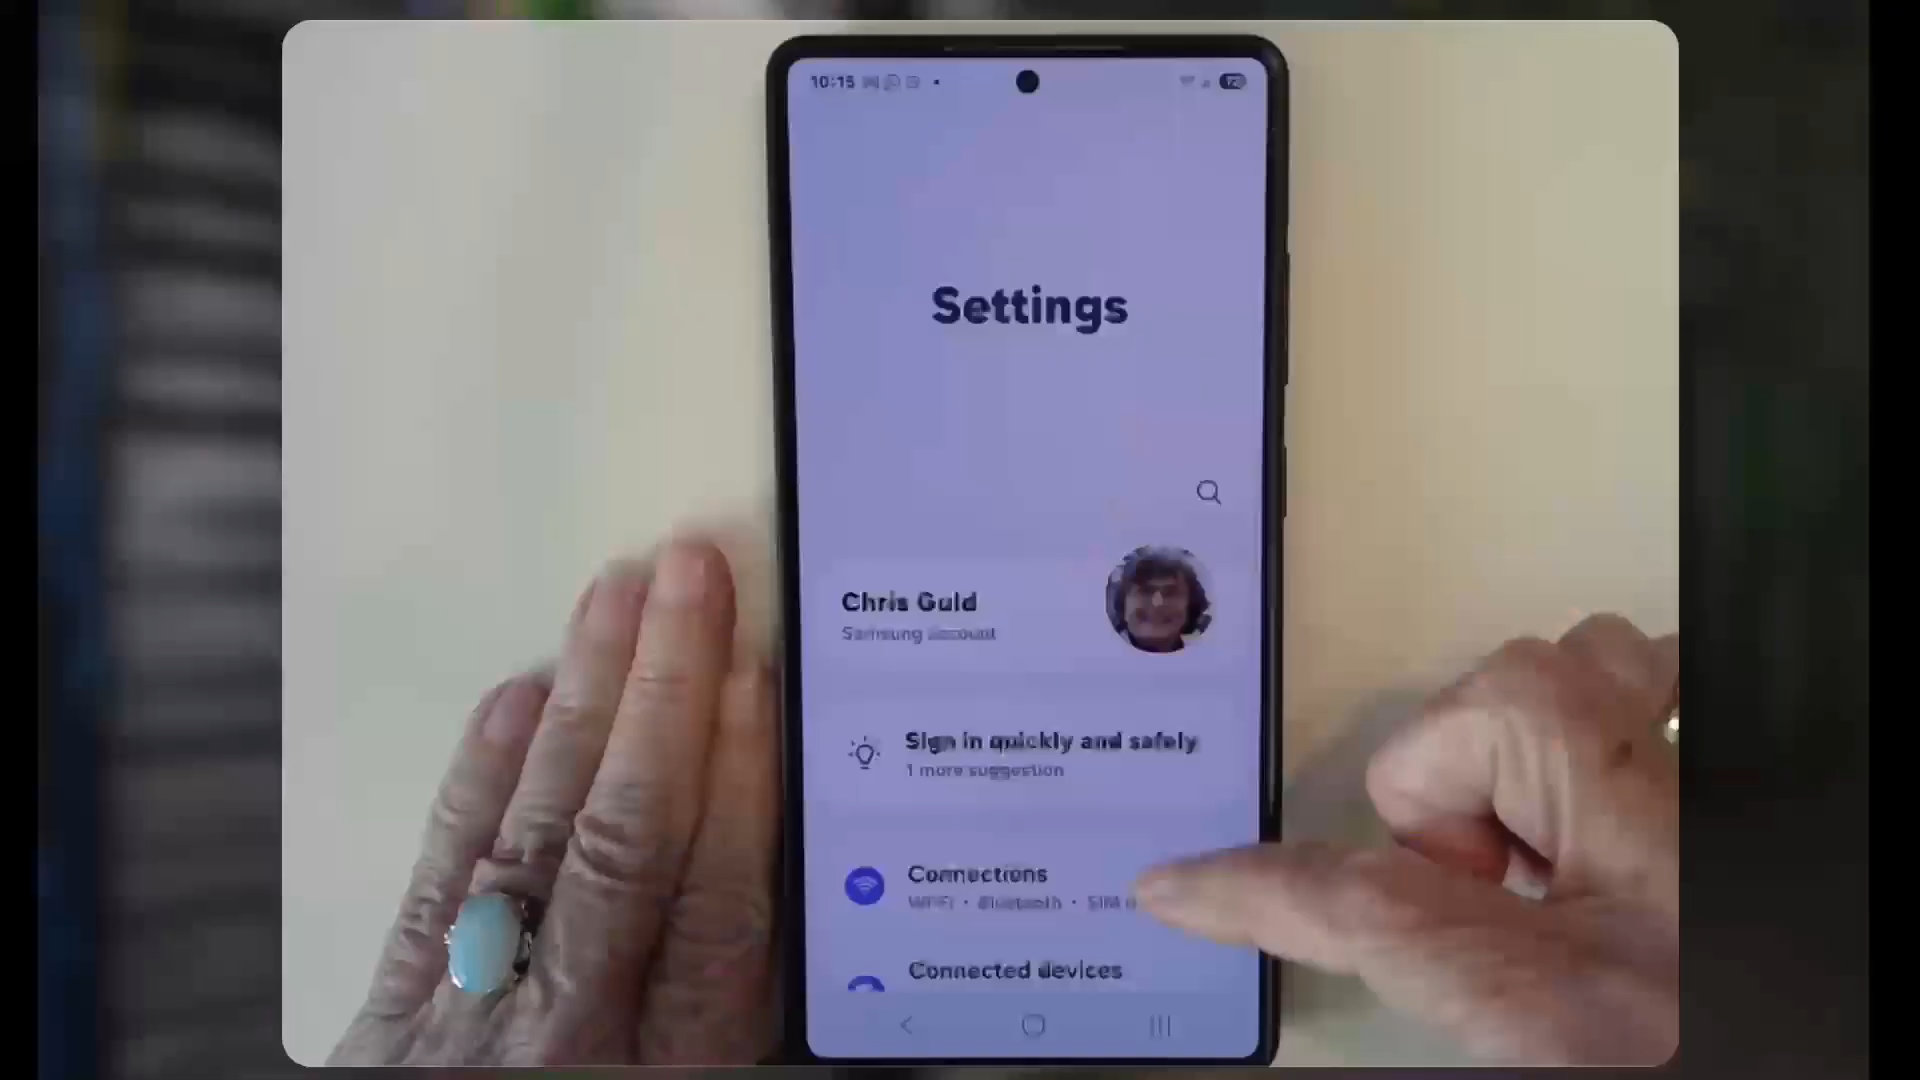 10:15
Settings
Chris Guld
Samsung account
Sign in quickly and safely
1 more suggestion
Connections
Wi-Fi • Bluetooth • SIM
Connected devices